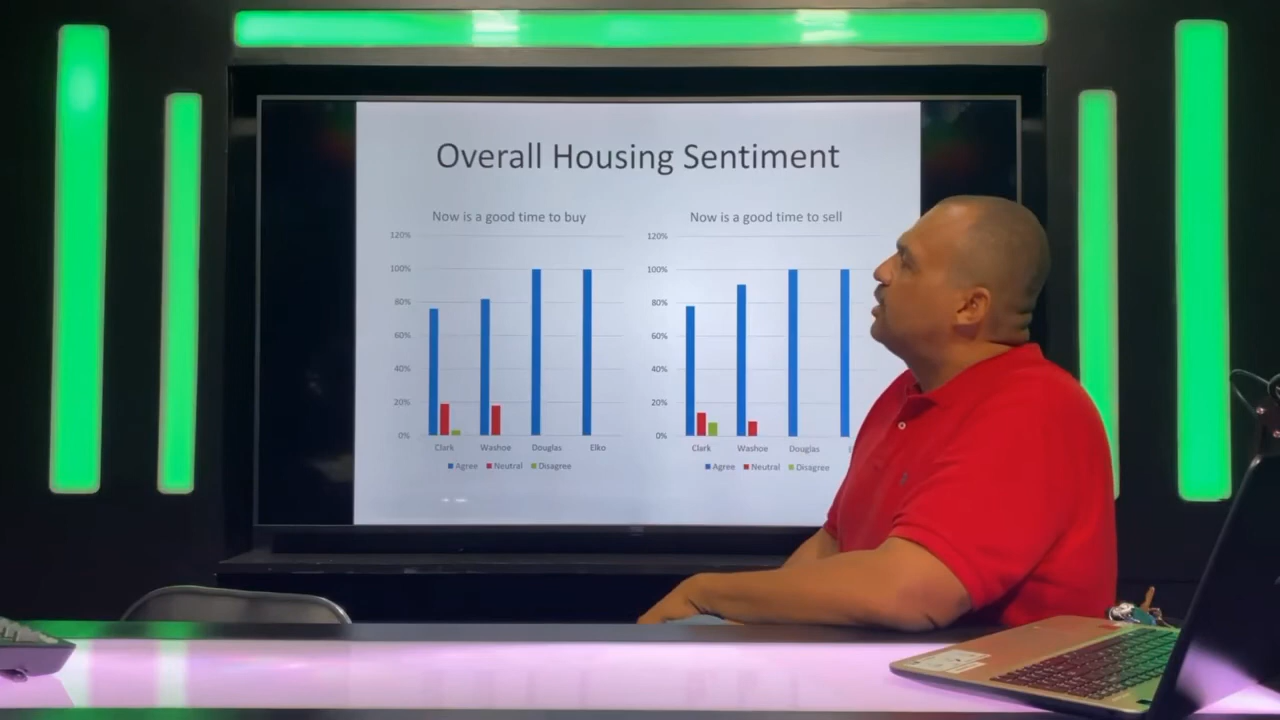 Overall Housing Sentiment
Now is a good time to buy
120%
100%
80%
60%
40%
20%
0%
Clark Washoe Douglas Elko
Agree Neutral Disagree
Now is a good time to sell
120%
100%
80%
60%
40%
20%
0%
Clark Washoe Douglas
Agree Neutral Disagree